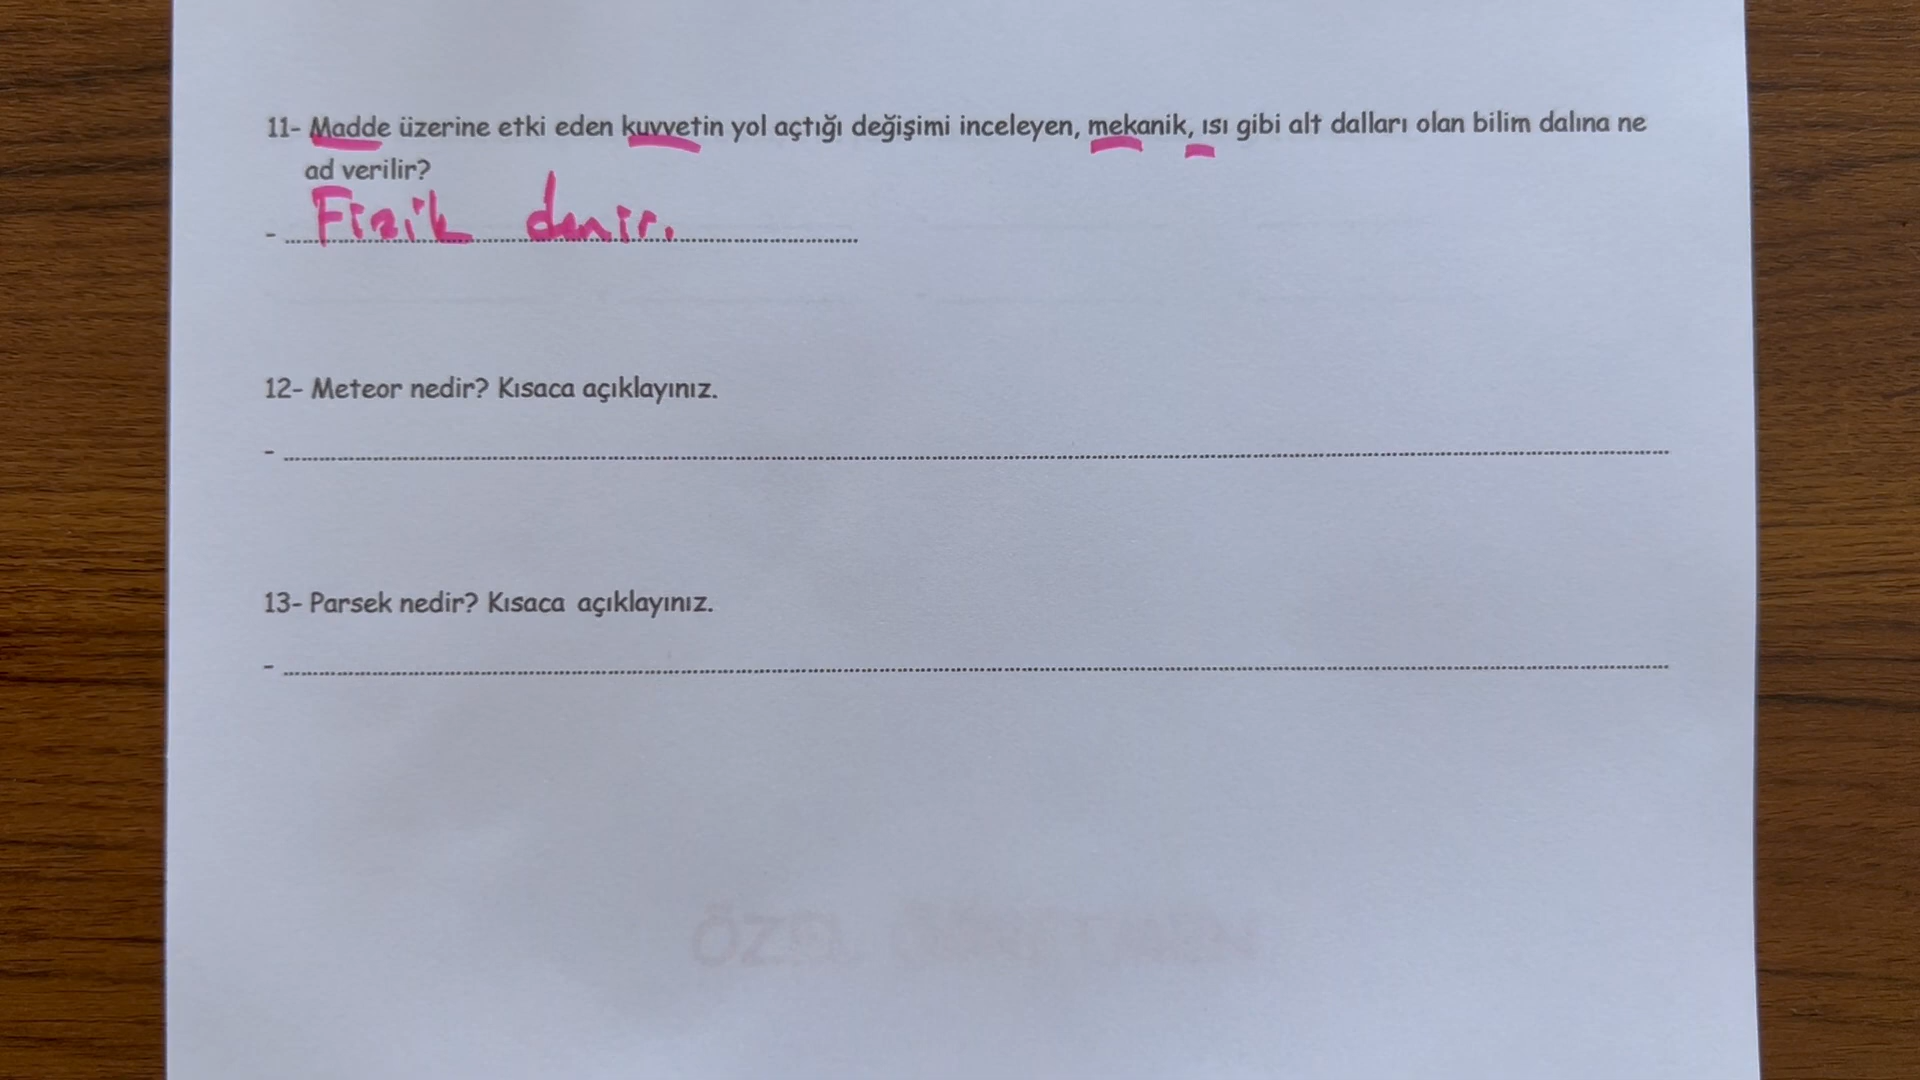 11- Madde üzerine etki eden kuvvetin yol açtığı değişimi inceleyen, mekanik, ısı gibi alt dalları olan bilim dalına ne
ad verilir?
- Fizik denir.
12- Meteor nedir? Kısaca açıklayınız.
-
13- Parsek nedir? Kısaca açıklayınız.
-